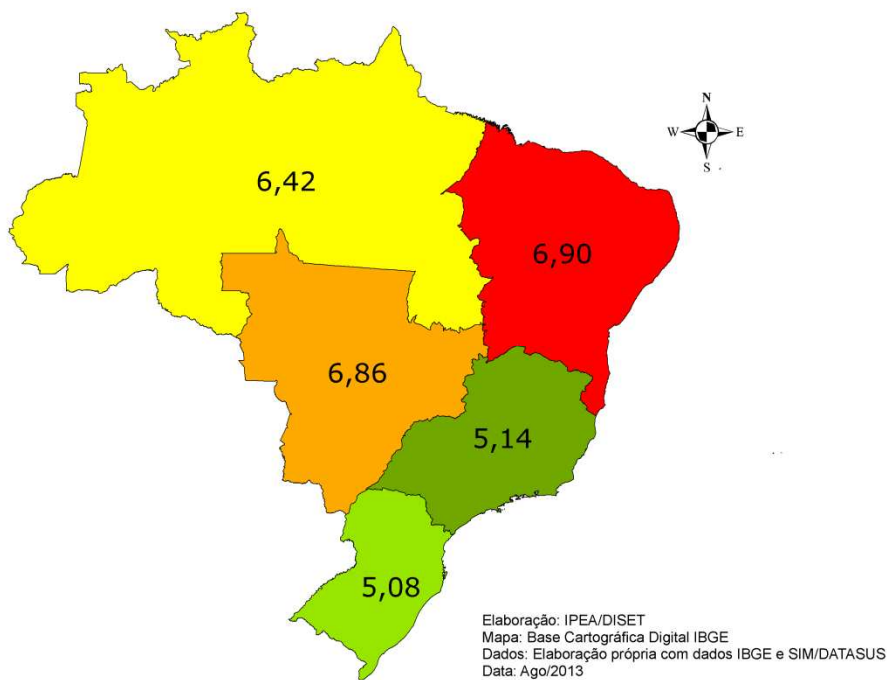 N
W E
S
6,42
6,90
6,86
5,14
5,08
Elaboração: IPEA/DISET
Mapa: Base Cartográfica Digital IBGE
Dados: Elaboração própria com dados IBGE e SIM/DATASUS
Data: Ago/2013